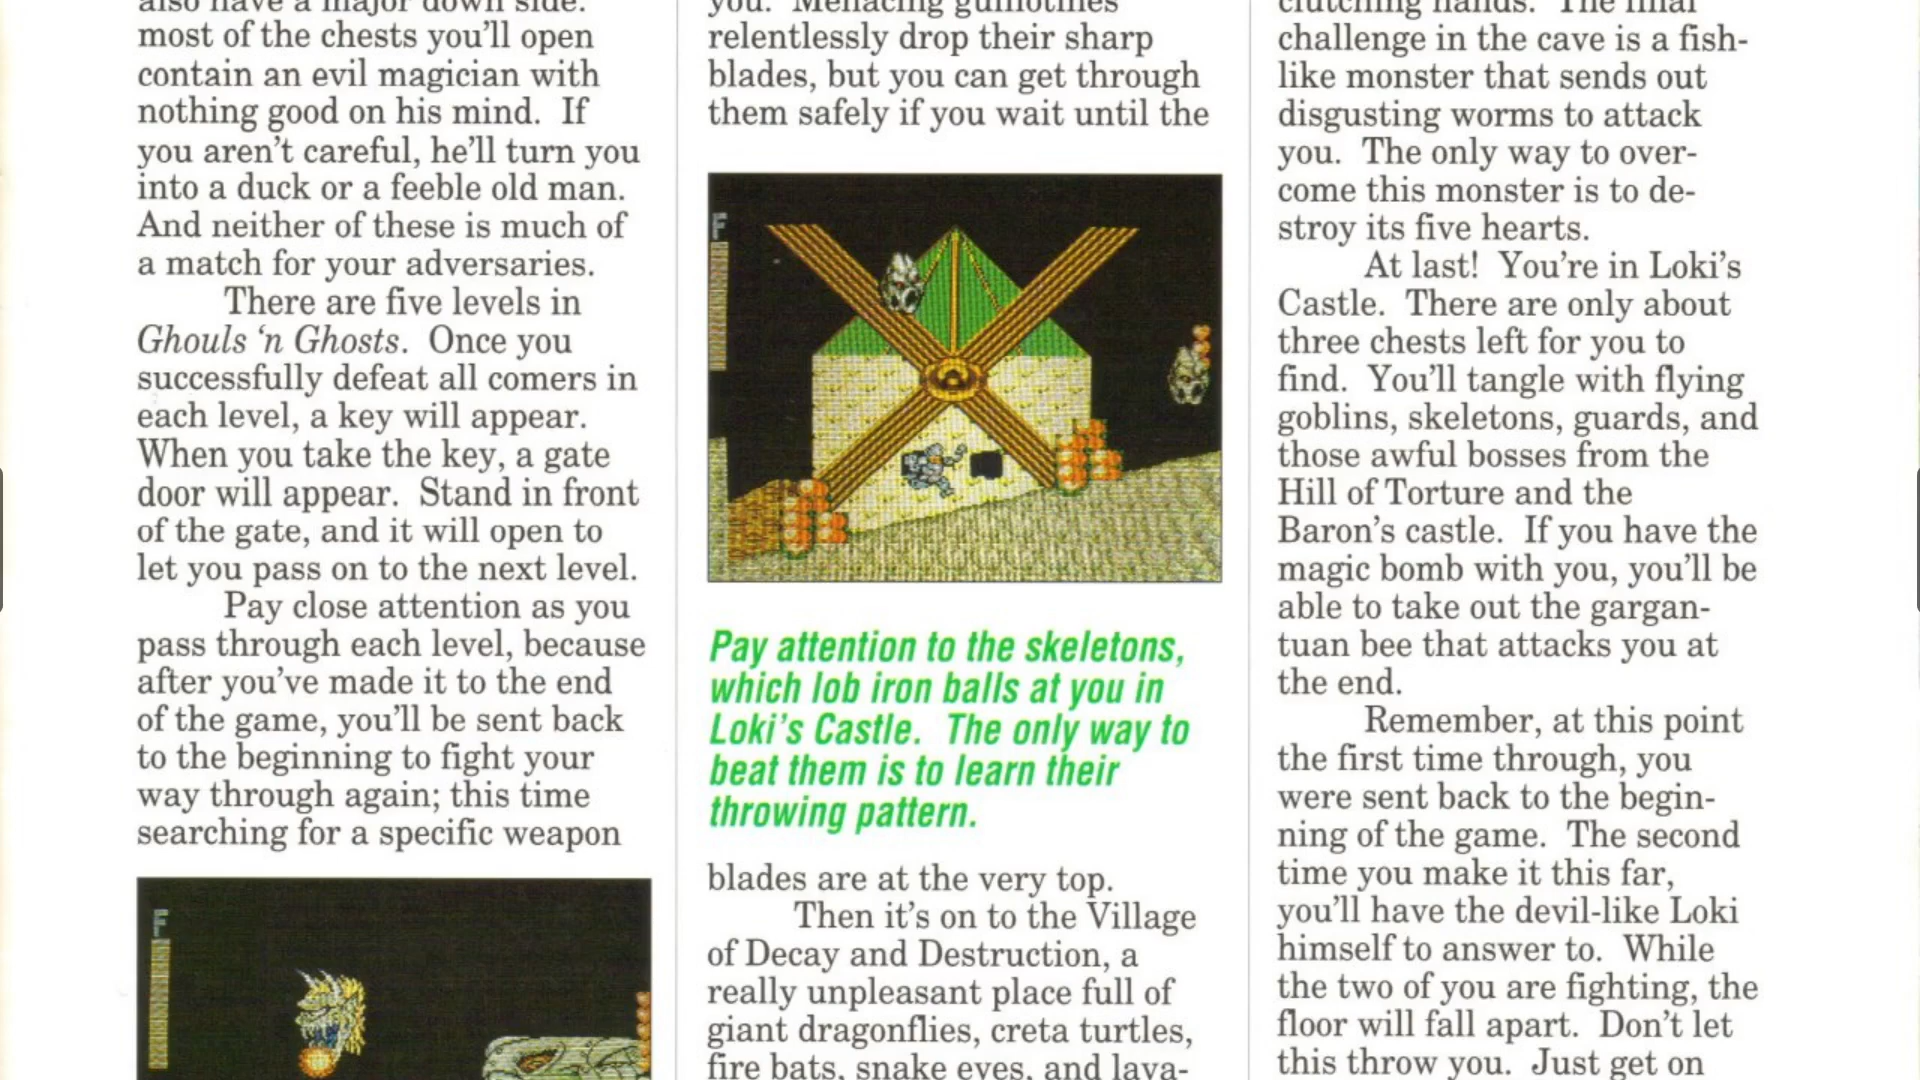 also have a major down side:
most of the chests you'll open
contain an evil magician with
nothing good on his mind.  If
you aren't careful, he'll turn you
into a duck or a feeble old man.
And neither of these is much of
a match for your adversaries.
There are five levels in
Ghouls 'n Ghosts.  Once you
successfully defeat all comers in
each level, a key will appear.
When you take the key, a gate
door will appear.  Stand in front
of the gate, and it will open to
let you pass on to the next level.
Pay close attention as you
pass through each level, because
after you've made it to the end
of the game, you'll be sent back
to the beginning to fight your
way through again; this time
searching for a specific weapon
you.  Menacing guillotines
relentlessly drop their sharp
blades, but you can get through
them safely if you wait until the
Pay attention to the skeletons,
which lob iron balls at you in
Loki's Castle.  The only way to
beat them is to learn their
throwing pattern.
blades are at the very top.
Then it's on to the Village
of Decay and Destruction, a
really unpleasant place full of
giant dragonflies, creta turtles,
fire bats, snake eyes, and lava-
clutching hands.  The final
challenge in the cave is a fish-
like monster that sends out
disgusting worms to attack
you.  The only way to over-
come this monster is to de-
stroy its five hearts.
At last!  You're in Loki's
Castle.  There are only about
three chests left for you to
find.  You'll tangle with flying
goblins, skeletons, guards, and
those awful bosses from the
Hill of Torture and the
Baron's castle.  If you have the
magic bomb with you, you'll be
able to take out the gargan-
tuan bee that attacks you at
the end.
Remember, at this point
the first time through, you
were sent back to the begin-
ning of the game.  The second
time you make it this far,
you'll have the devil-like Loki
himself to answer to.  While
the two of you are fighting, the
floor will fall apart.  Don't let
this throw you.  Just get on